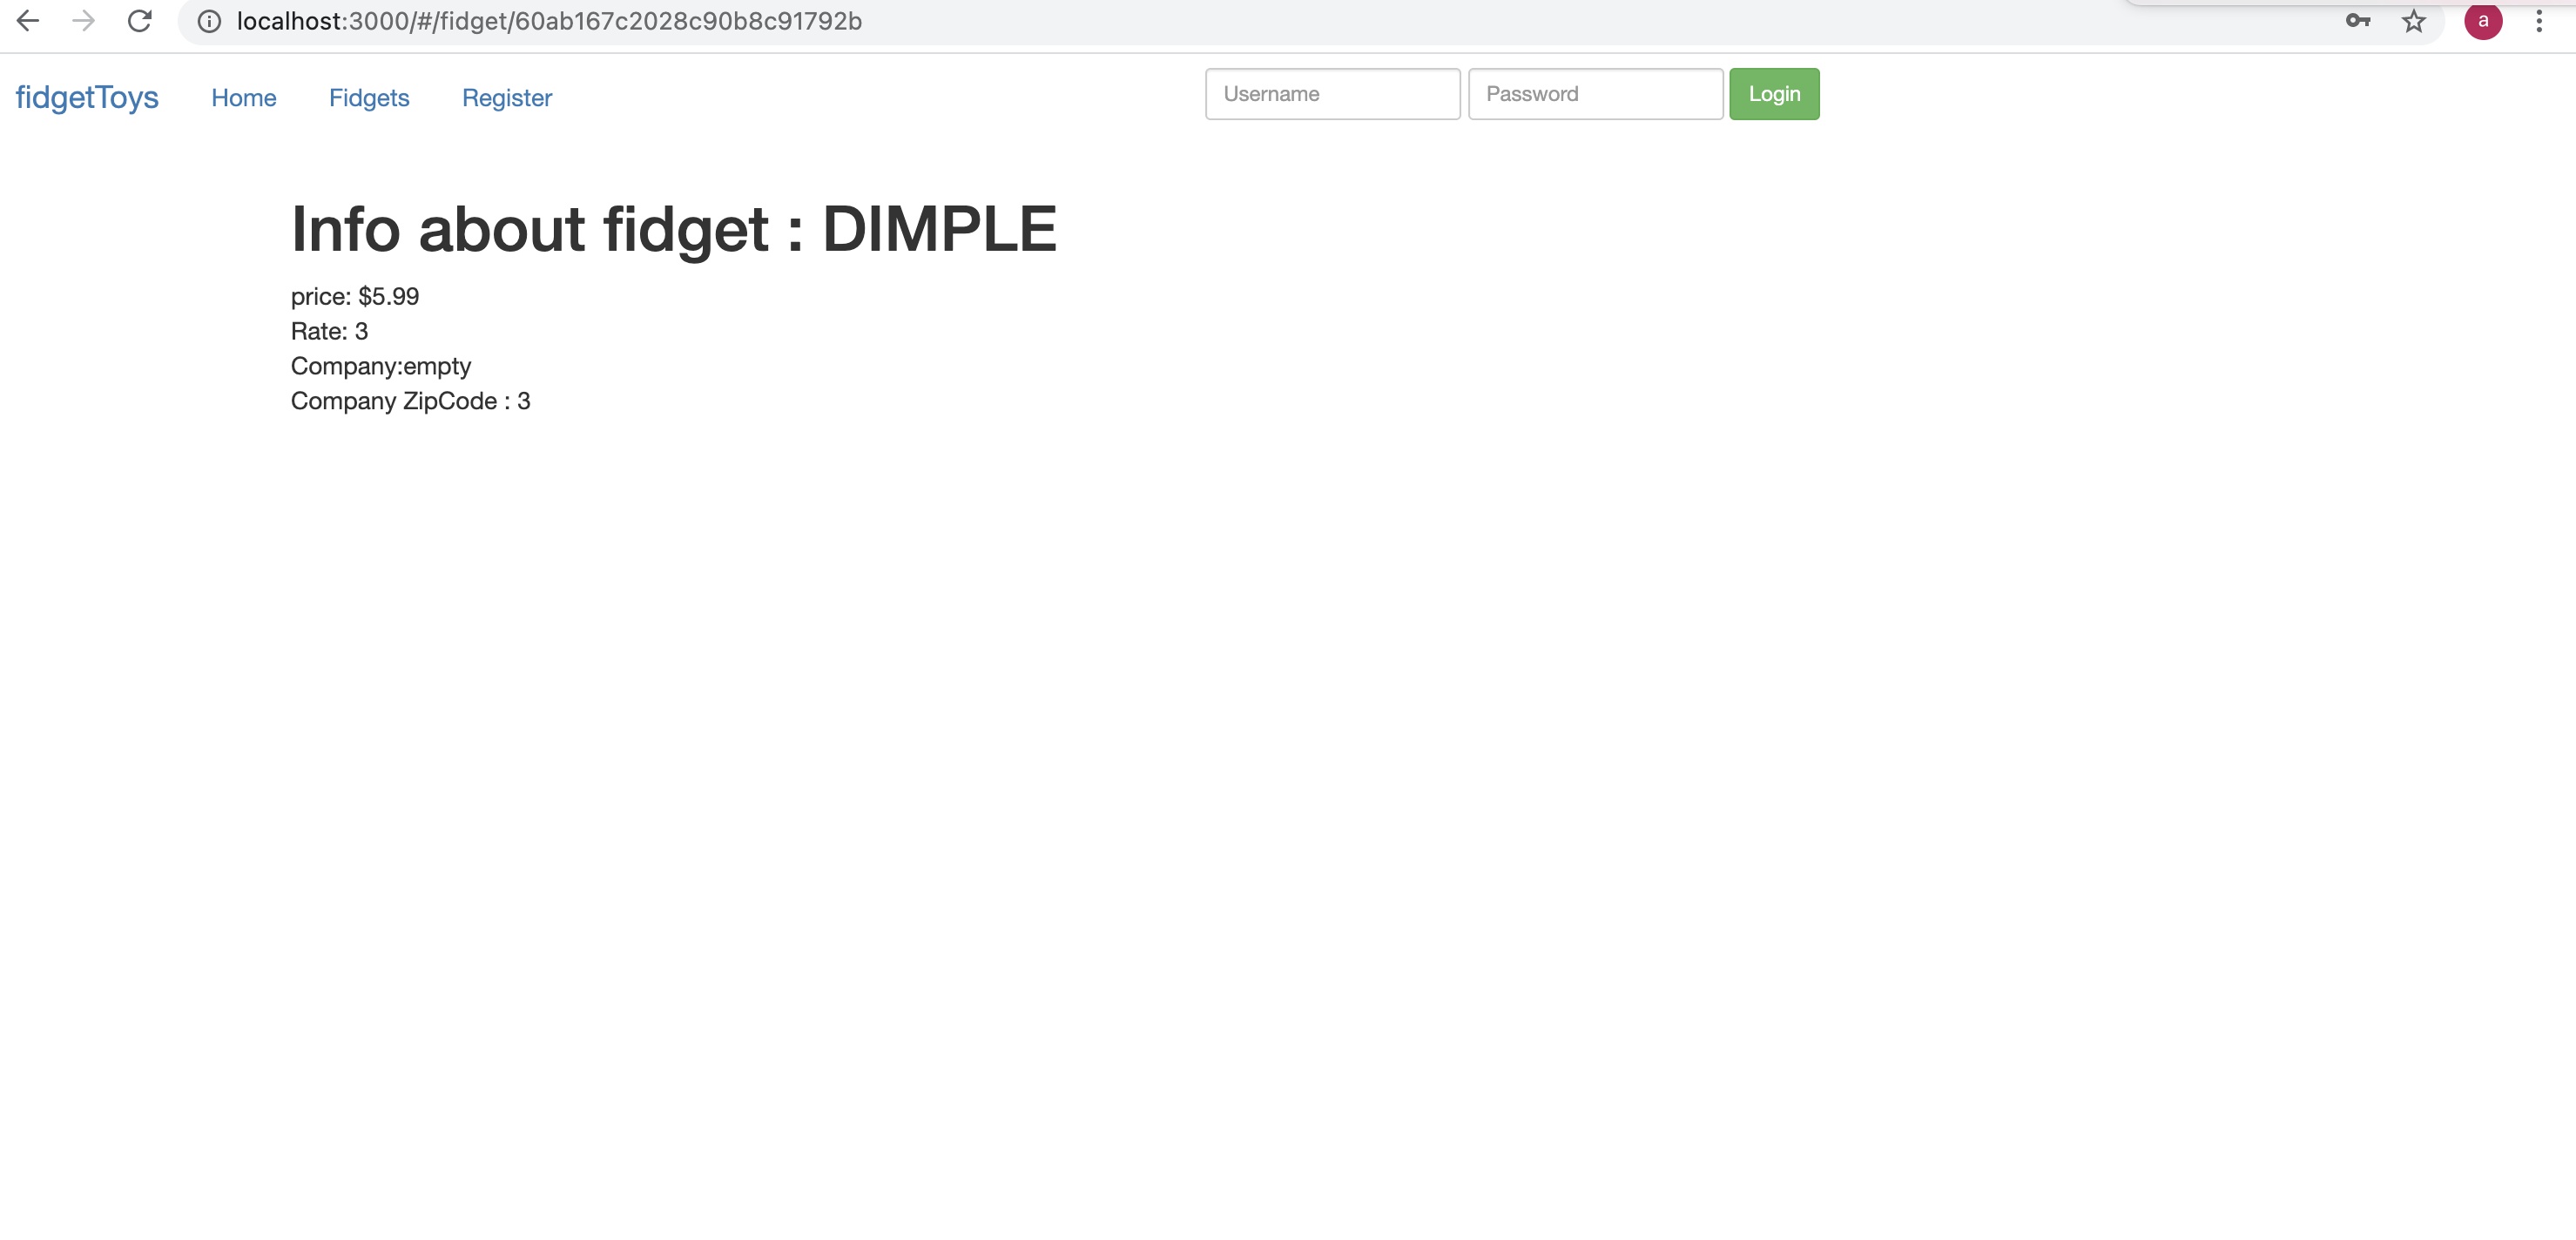 localhost:3000/#/fidget/60ab167c2028c90b8c91792b
a
fidgetToys Home Fidgets Register Username Password Login
Info about fidget : DIMPLE
price: $5.99
Rate: 3
Company:empty
Company ZipCode : 3